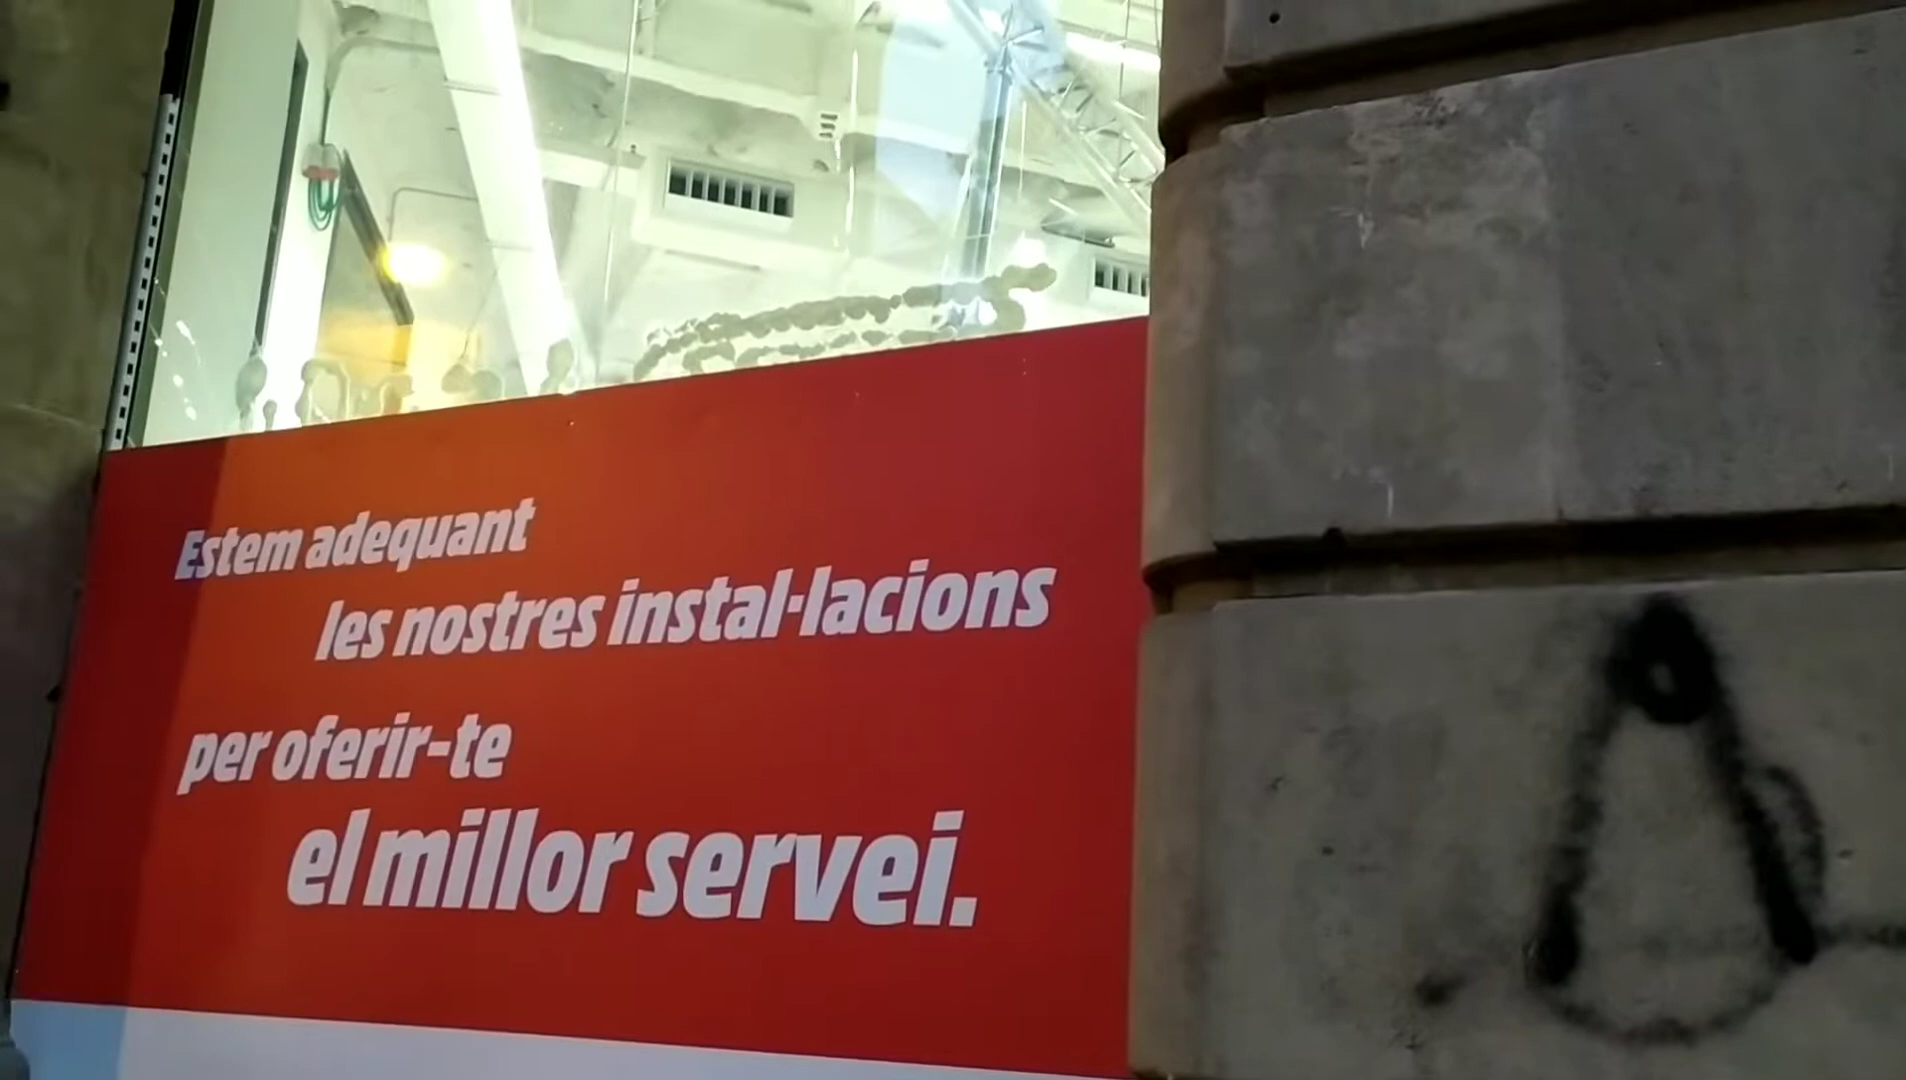 Estem adequant
les nostres instal·lacions
per oferir-te
el millor servei.